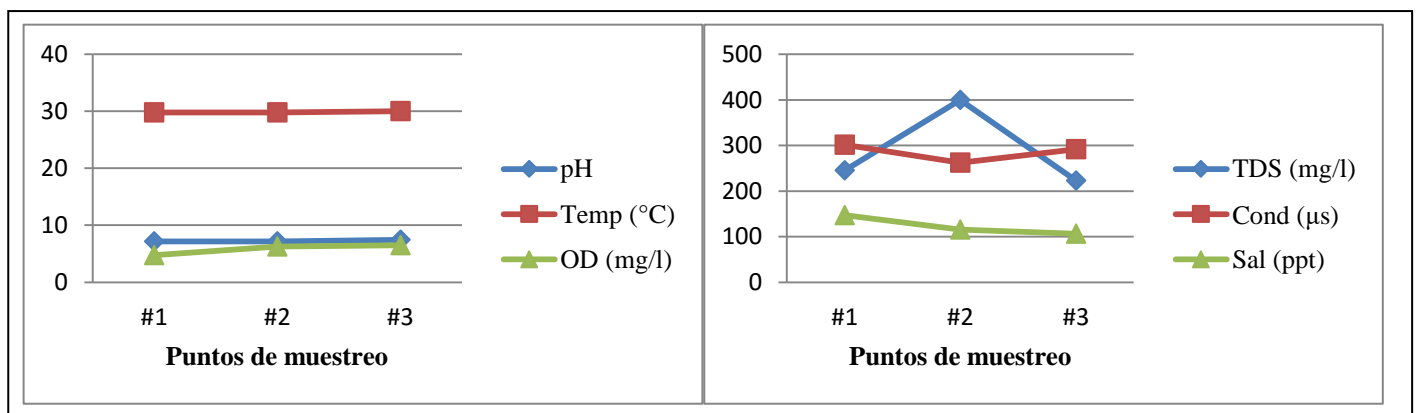 40
30
20
10
0
#1 #2 #3
Puntos de muestreo
pH
Temp (°C)
OD (mg/l)
500
400
300
200
100
0
#1 #2 #3
Puntos de muestreo
TDS (mg/l)
Cond (µs)
Sal (ppt)